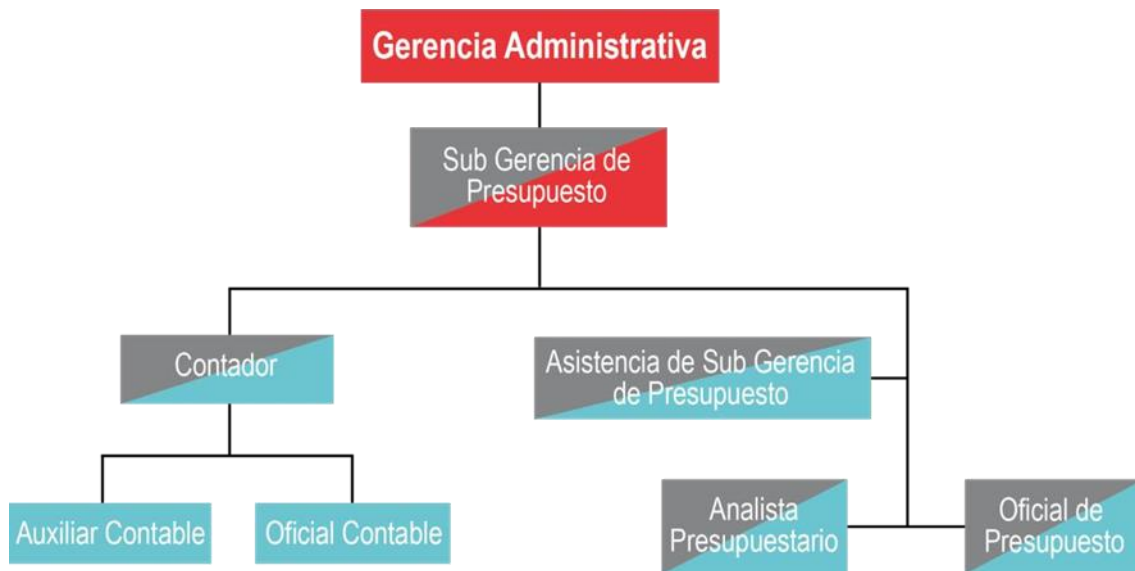 Gerencia Administrativa
Sub Gerencia de
Presupuesto
Contador
Asistencia de Sub Gerencia
de Presupuesto
Auxiliar Contable
Oficial Contable
Analista
Presupuestario
Oficial de
Presupuesto